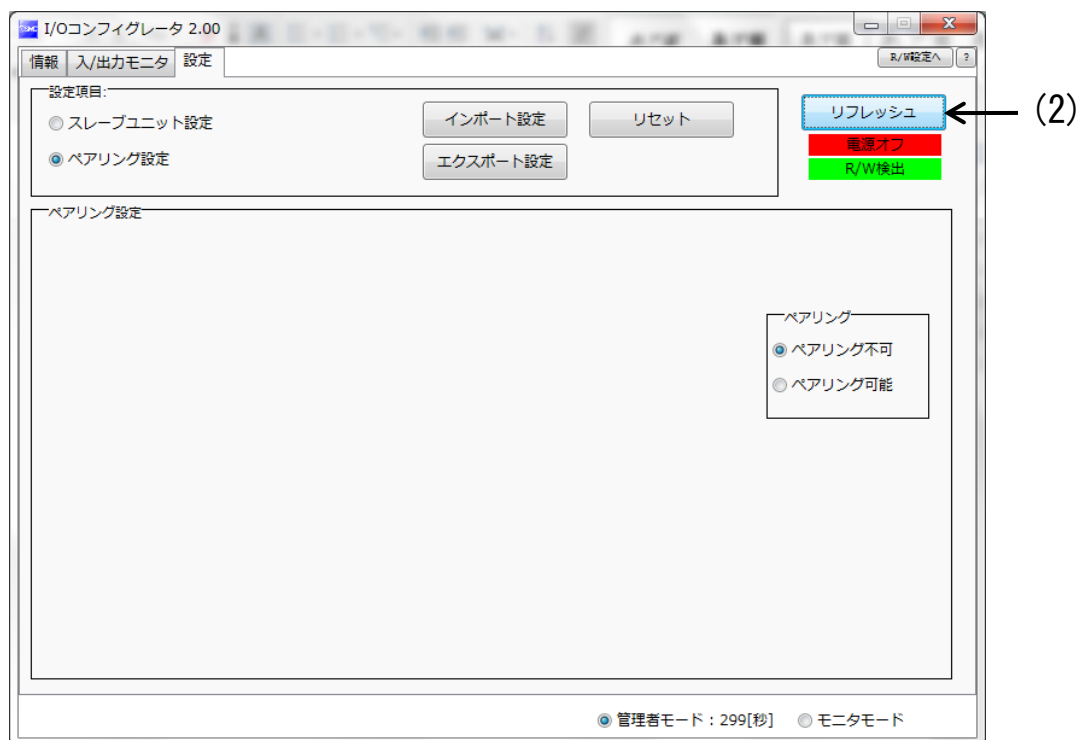 I/Oコンフィグレータ 2.00
情報 入/出力モニタ 設定 R/W設定へ ?
設定項目:
スレーブユニット設定 インポート設定 リセット リフレッシュ (2)
電源オフ
ペアリング設定 エクスポート設定 R/W検出
ペアリング設定
ペアリング
ペアリング不可
ペアリング可能
管理者モード：299[秒] モニタモード